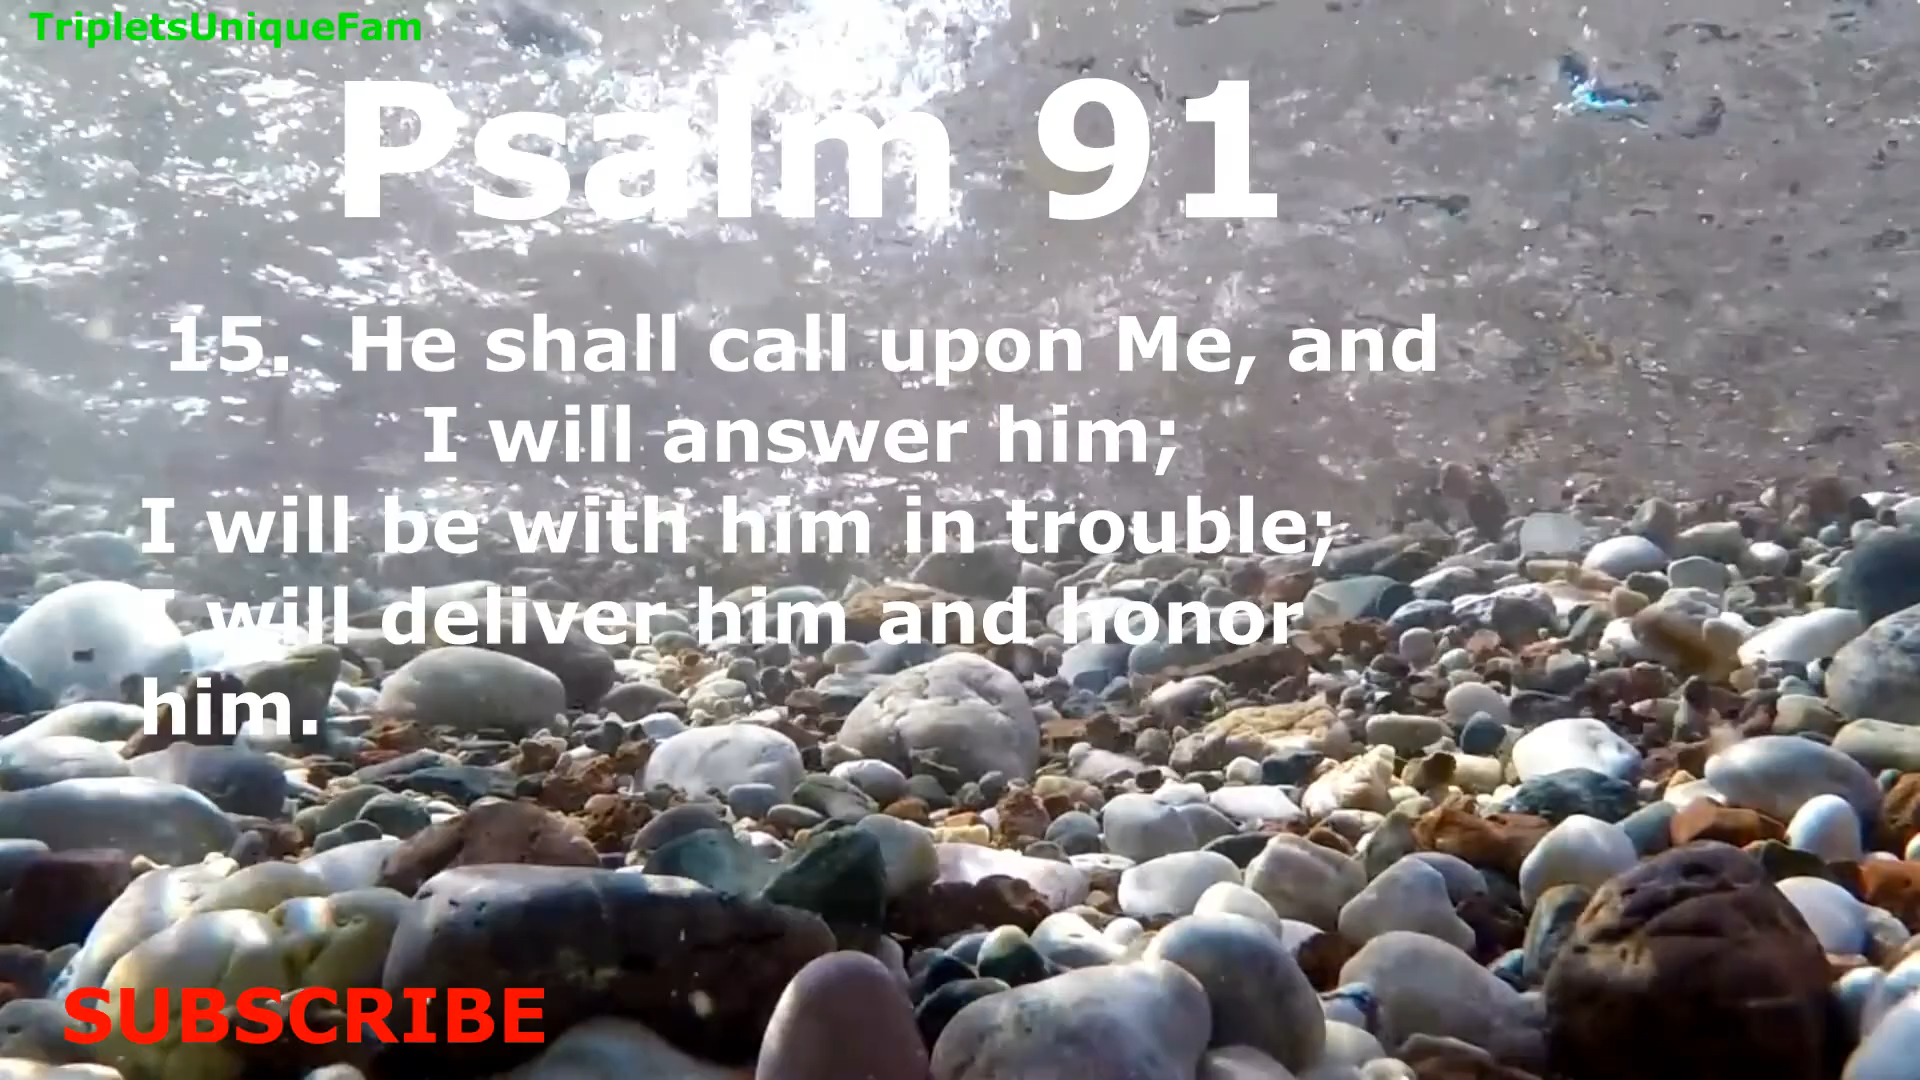 TripletsUniqueFam
Psalm 91
15. He shall call upon Me, and
I will answer him;
I will be with him in trouble;
I will deliver him and honor
him.
SUBSCRIBE